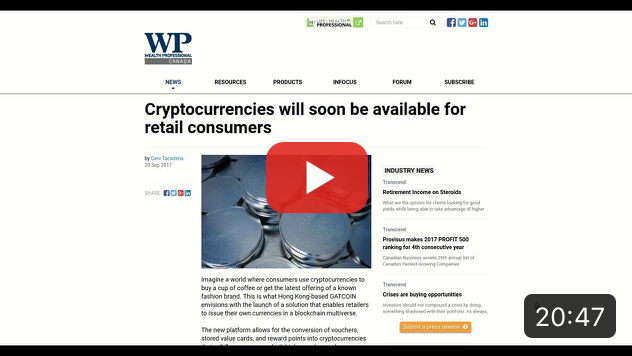 LIFE HEALTH
PROFESSIONAL
Search here
WP
WEALTH PROFESSIONAL
CANADA
NEWS RESOURCES PRODUCTS INFOCUS FORUM SUBSCRIBE
Cryptocurrencies will soon be available for
retail consumers
by Gerv Tacadena
20 Sep 2017
SHARE
Imagine a world where consumers use cryptocurrencies to
buy a cup of coffee or get the latest offering of a known
fashion brand. This is what Hong Kong-based GATCOIN
envisions with the launch of a solution that enables retailers
to issue their own currencies in a blockchain multiverse.
The new platform allows for the conversion of vouchers,
stored value cards, and reward points into cryptocurrencies
INDUSTRY NEWS
Transcend
Retirement Income on Steroids
What are the options for clients looking for good
yields while being able to take advantage of higher
Transcend
Provisus makes 2017 PROFIT 500
ranking for 4th consecutive year
Canadian Business unveils 29th annual list of
Canada's Fastest-Growing Companies
Transcend
Crises are buying opportunities
Investors should not compound a crisis by doing
something ill-advised with their portfolio. As always,
Submit a press release
20:47